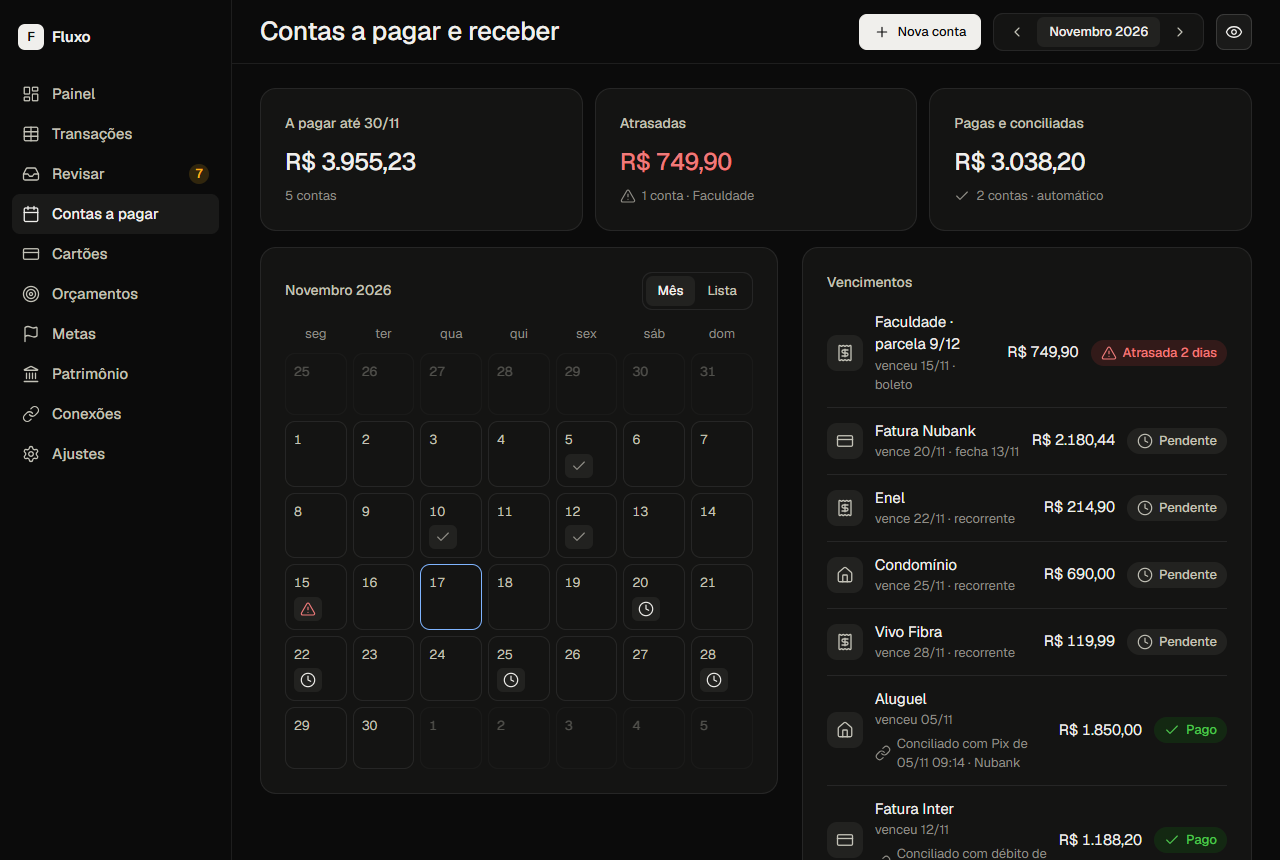 F Fluxo
Painel
Transações
Revisar 7
Contas a pagar
Cartões
Orçamentos
Metas
Patrimônio
Conexões
Ajustes
Contas a pagar e receber
Nova conta
Novembro 2026
A pagar até 30/11
R$ 3.955,23
5 contas
Atrasadas
R$ 749,90
1 conta · Faculdade
Pagas e conciliadas
R$ 3.038,20
2 contas · automático
Novembro 2026
Mês Lista
seg ter qua qui sex sáb dom
25 26 27 28 29 30 31
1 2 3 4 5 6 7
8 9 10 11 12 13 14
15 16 17 18 19 20 21
22 23 24 25 26 27 28
29 30 1 2 3 4 5
Vencimentos
Faculdade ·
parcela 9/12
venceu 15/11 ·
boleto
R$ 749,90 Atrasada 2 dias
Fatura Nubank
vence 20/11 · fecha 13/11
R$ 2.180,44 Pendente
Enel
vence 22/11 · recorrente
R$ 214,90 Pendente
Condomínio
vence 25/11 · recorrente
R$ 690,00 Pendente
Vivo Fibra
vence 28/11 · recorrente
R$ 119,99 Pendente
Aluguel
venceu 05/11
Conciliado com Pix de
05/11 09:14 · Nubank
R$ 1.850,00 Pago
Fatura Inter
venceu 12/11
Conciliado com débito de
R$ 1.188,20 Pago